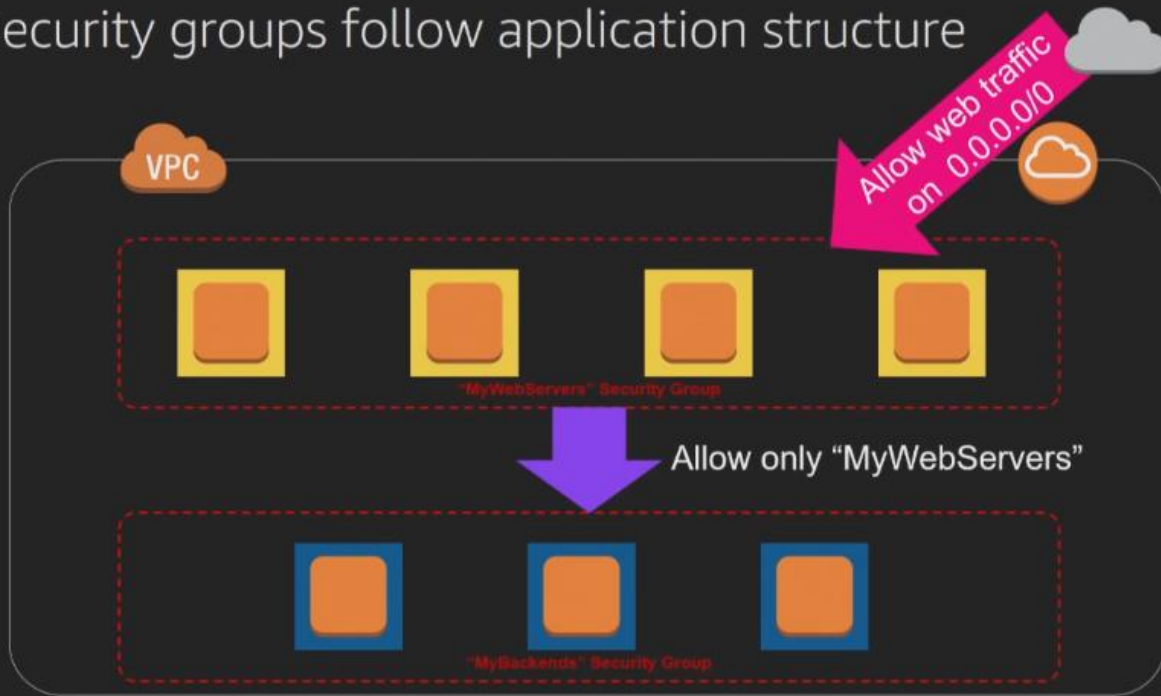 ecurity groups follow application structure
Allow web traffic
on 0.0.0.0/0
VPC
"MyWebServers" Security Group
Allow only “MyWebServers”
"MyBackends" Security Group